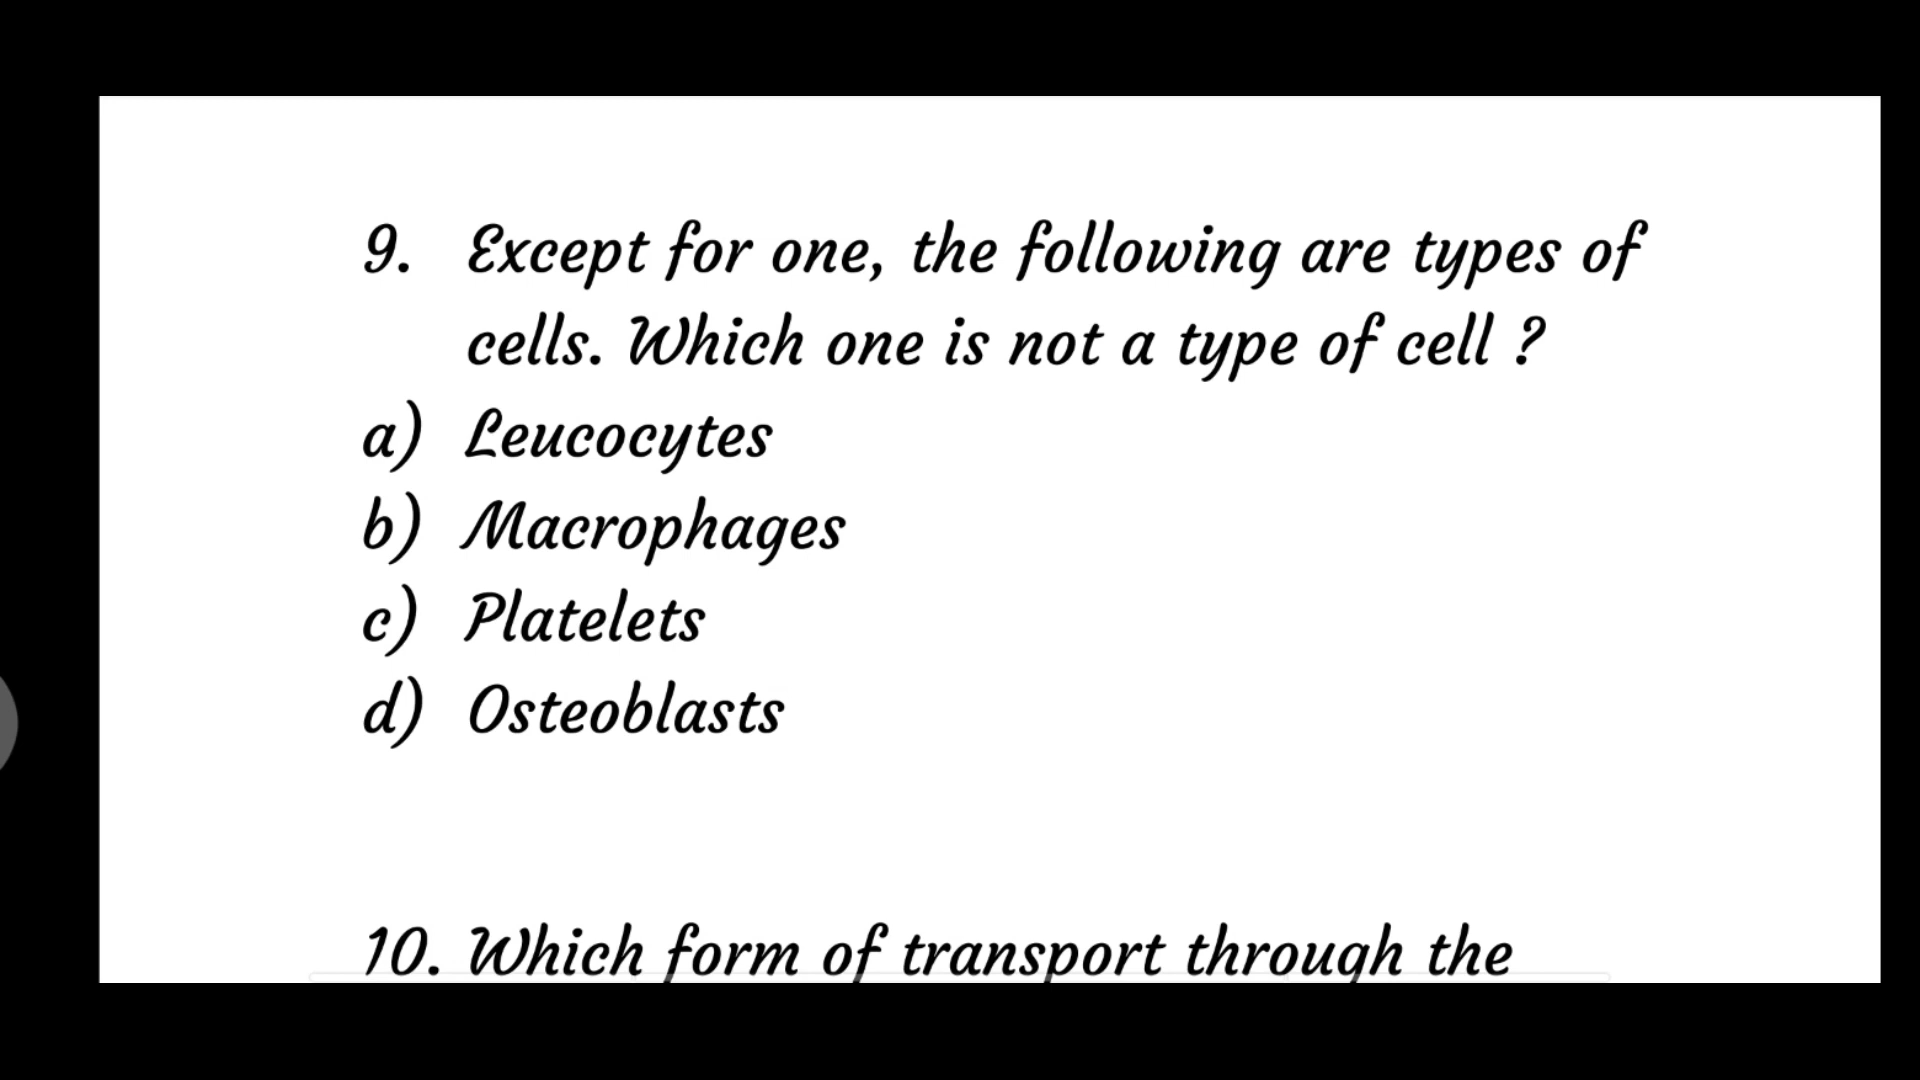 9. Except for one, the following are types of
cells. Which one is not a type of cell ?
a) Leucocytes
b) Macrophages
c) Platelets
d) Osteoblasts
10. Which form of transport through the